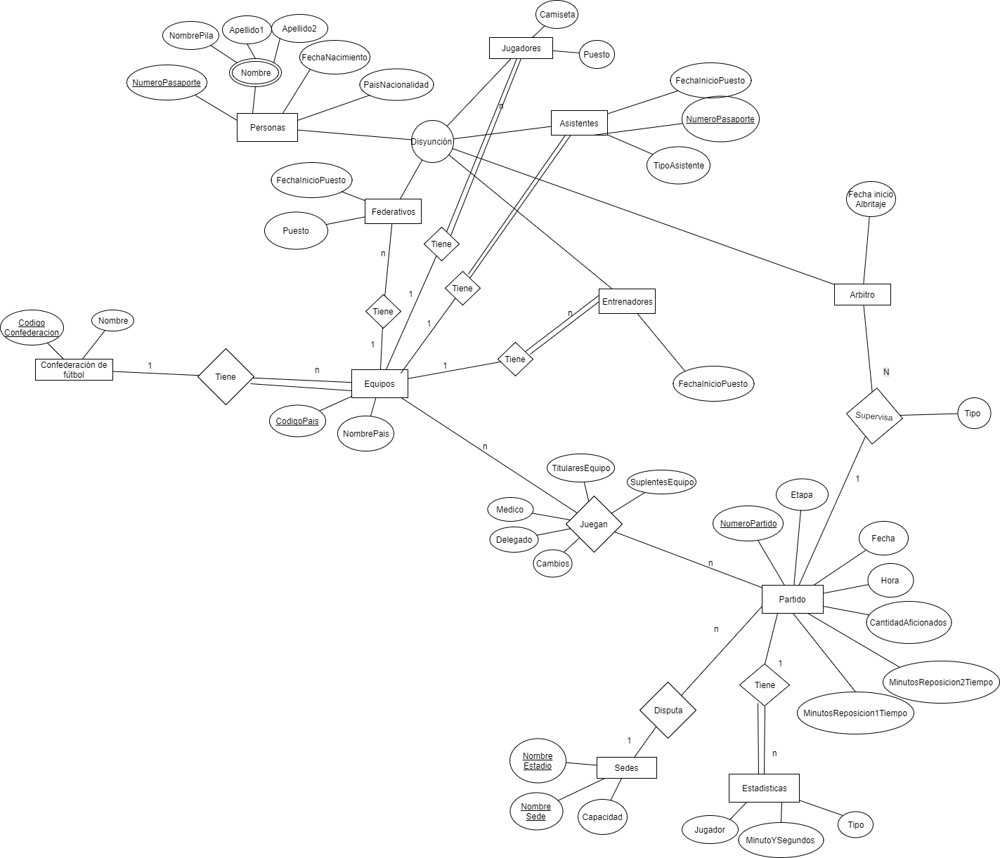 Camiseta
Jugadores
Puesto
NombrePila
Apellido1
Apellido2
Nombre
FechaNacimiento
NumeroPasaporte
PaisNacionalidad
Personas
Disyunción
n
FechaInicioPuesto
Asistentes
NumeroPasaporte
TipoAsistente
FechaInicioPuesto
Federativos
Puesto
Fecha inicio
Albritaje
Tiene
n
Tiene
1
Arbitro
Entrenadores
n
Tiene
1
1
Codigo
Confederacion
Nombre
Confederación de
fútbol
1
Tiene
n
Equipos
1
Tiene
FechaInicioPuesto
N
CodigoPais
NombrePais
Supervisa
Tipo
n
TitularesEquipo
SuplentesEquipo
1
Medico
Juegan
Delegado
Cambios
n
NumeroPartido
Etapa
Fecha
Hora
Partido
CantidadAficionados
n
1
Tiene
MinutosReposicion2Tiempo
MinutosReposicion1Tiempo
Disputa
1
n
Nombre
Estadio
Sedes
Nombre
Sede
Capacidad
Estadisticas
Jugador
MinutoYSegundos
Tipo